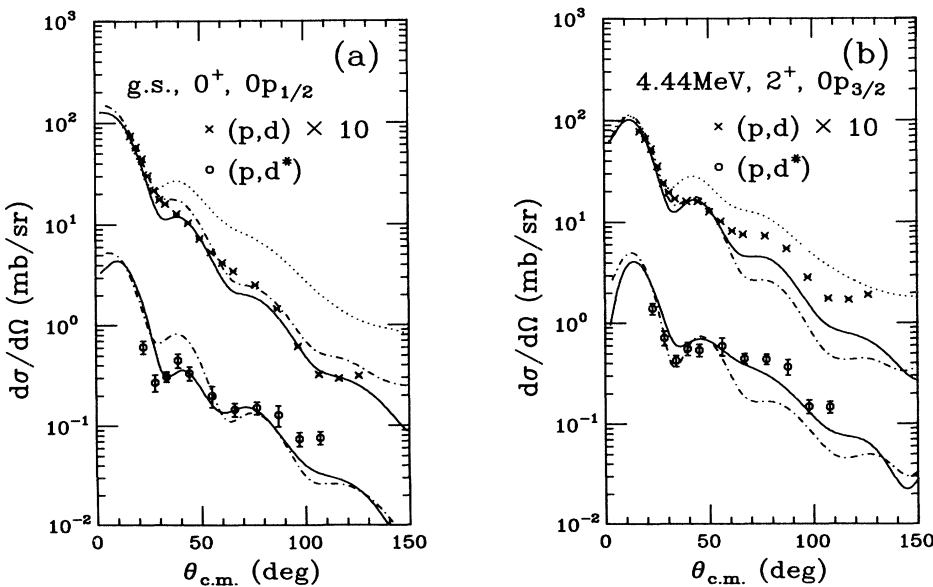 (a)
g.s., 0⁺, 0p₁/₂
× (p,d) × 10
o (p,d*)
dσ/dΩ (mb/sr)
10³
10²
10¹
10⁰
10⁻¹
10⁻²
0 50 100 150
θc.m. (deg)
(b)
4.44MeV, 2⁺, 0p₃/₂
× (p,d) × 10
o (p,d*)
dσ/dΩ (mb/sr)
10³
10²
10¹
10⁰
10⁻¹
10⁻²
0 50 100 150
θc.m. (deg)